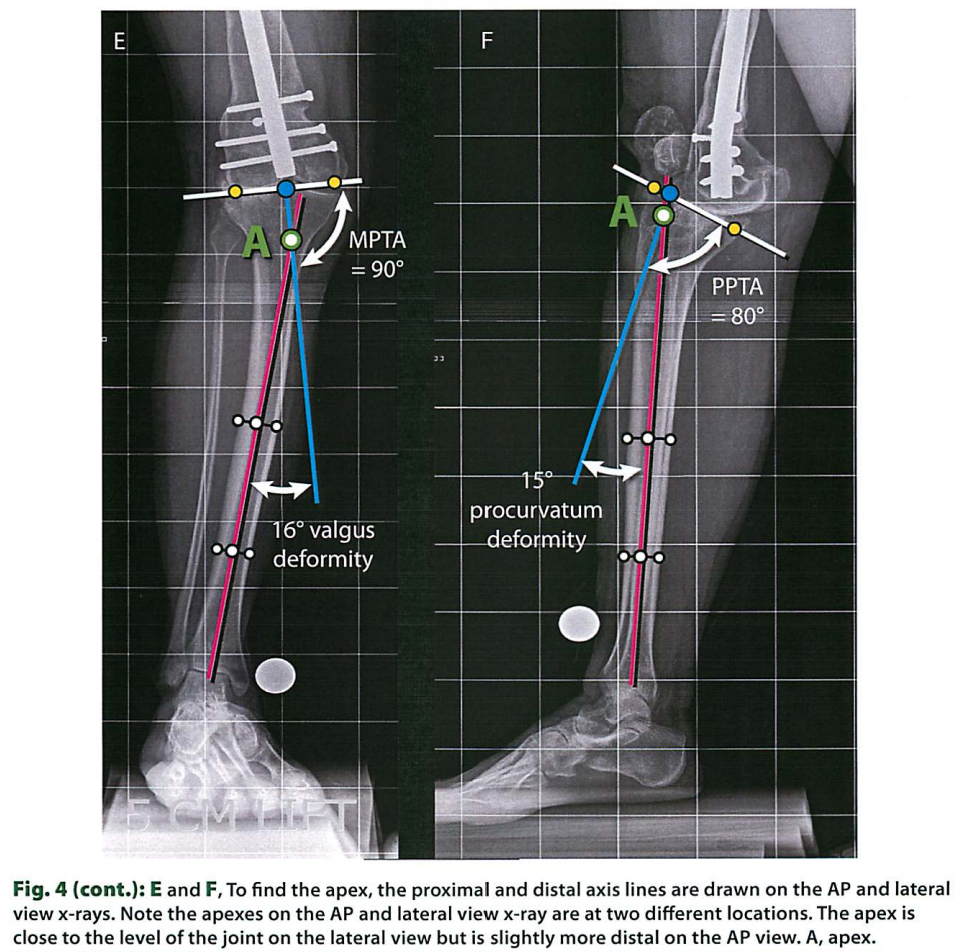 E
F
A
MPTA
= 90°
A
PPTA
= 80°
16° valgus
deformity
15°
procurvatum
deformity
5 CM LIFT
Fig. 4 (cont.): E and F, To find the apex, the proximal and distal axis lines are drawn on the AP and lateral
view x-rays. Note the apexes on the AP and lateral view x-ray are at two different locations. The apex is
close to the level of the joint on the lateral view but is slightly more distal on the AP view. A, apex.